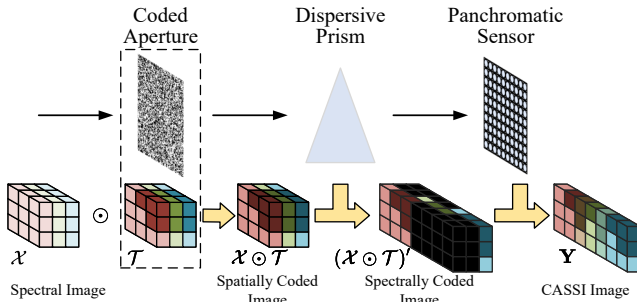 Coded
Aperture
Dispersive
Prism
Panchromatic
Sensor
𝒳 ⊙ 𝒯 𝒳 ⊙ 𝒯 (𝒳 ⊙ 𝒯)′ Y
Spectral Image
Spatially Coded
Image
Spectrally Coded
Image
CASSI Image